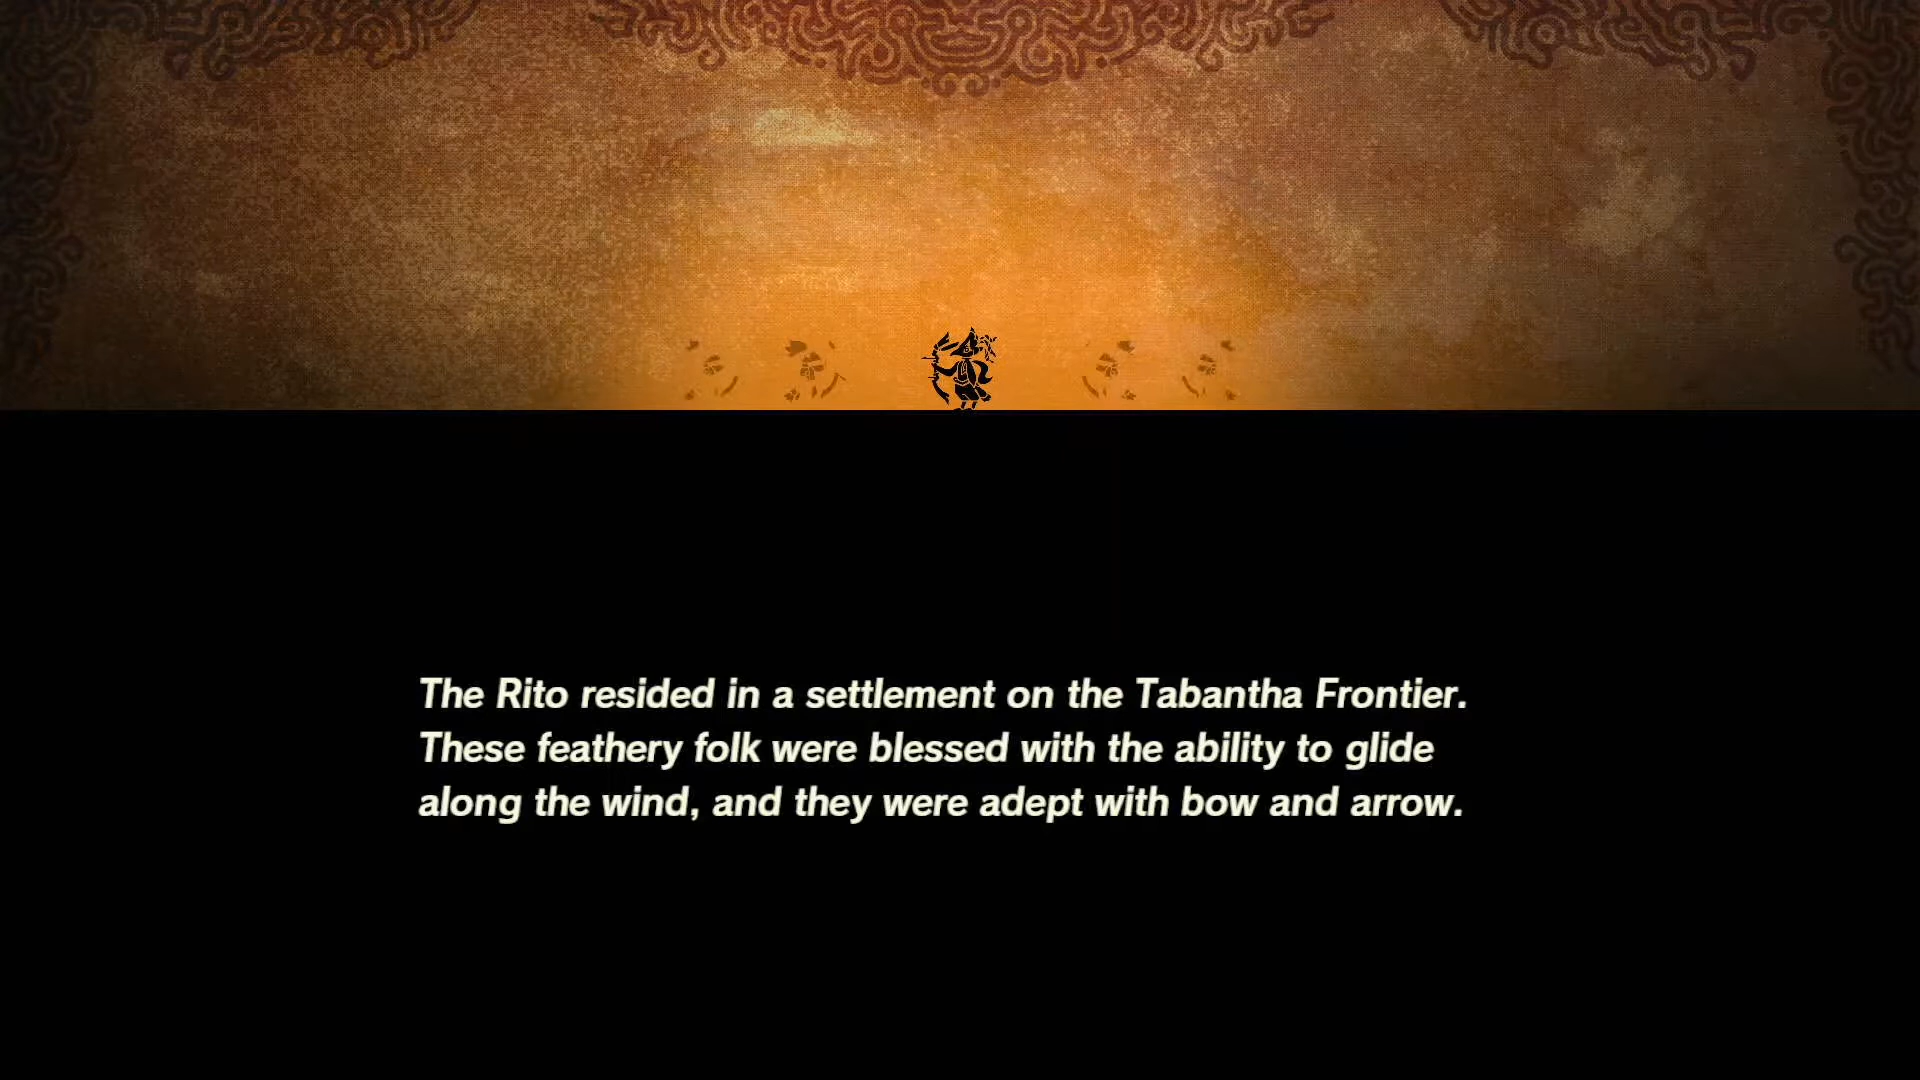 The Rito resided in a settlement on the Tabantha Frontier.
These feathery folk were blessed with the ability to glide
along the wind, and they were adept with bow and arrow.